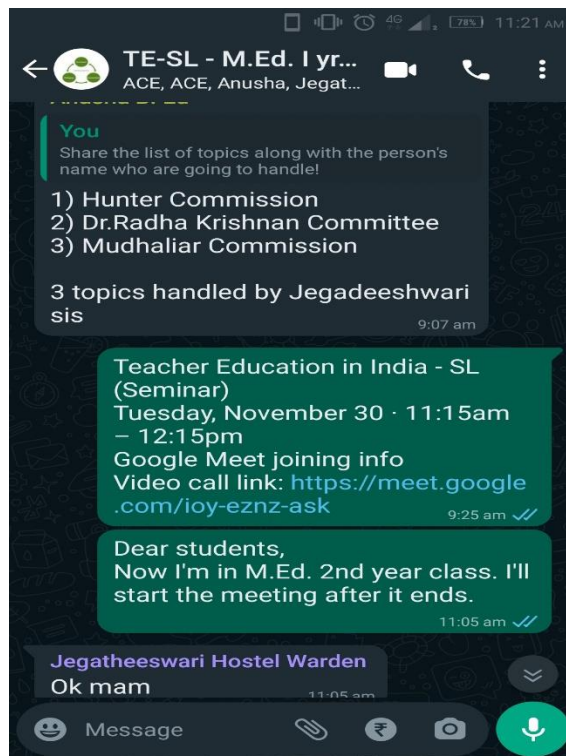 4G 78% 11:21 AM
TE-SL - M.Ed. I yr...
ACE, ACE, Anusha, Jegat...
You
Share the list of topics along with the person's
name who are going to handle!
1) Hunter Commission
2) Dr.Radha Krishnan Committee
3) Mudhaliar Commission
3 topics handled by Jegadeeshwari
sis
9:07 am
Teacher Education in India - SL
(Seminar)
Tuesday, November 30 · 11:15am
– 12:15pm
Google Meet joining info
Video call link: https://meet.google
.com/ioy-eznz-ask
9:25 am
Dear students,
Now I'm in M.Ed. 2nd year class. I'll
start the meeting after it ends.
11:05 am
Jegatheeswari Hostel Warden
Ok mam
11:05 am
Message